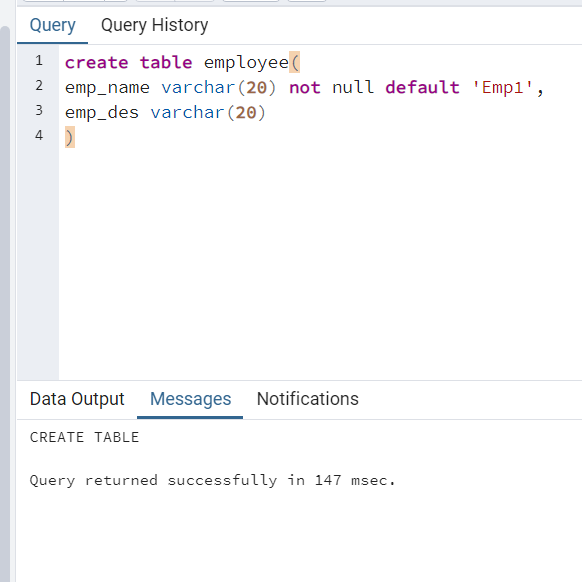 Query Query History
1 create table employee(
2 emp_name varchar(20) not null default 'Emp1',
3 emp_des varchar(20)
4 )
Data Output Messages Notifications
CREATE TABLE
Query returned successfully in 147 msec.